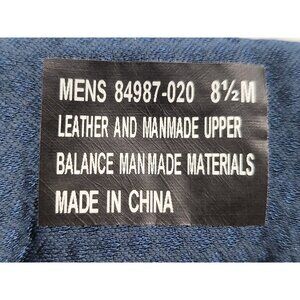 MENS 84987-020 8½M
LEATHER AND MANMADE UPPER
BALANCE MAN MADE MATERIALS
MADE IN CHINA